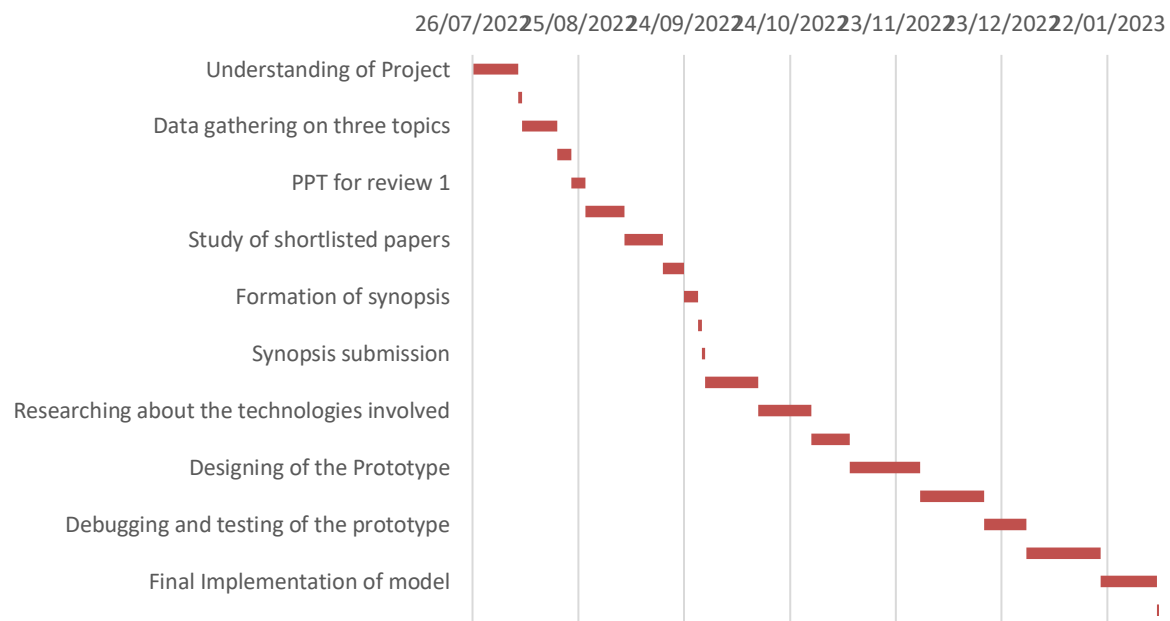 26/07/2022 25/08/2022 24/09/2022 24/10/2022 23/11/2022 23/12/2022 22/01/2023
Understanding of Project
Data gathering on three topics
PPT for review 1
Study of shortlisted papers
Formation of synopsis
Synopsis submission
Researching about the technologies involved
Designing of the Prototype
Debugging and testing of the prototype
Final Implementation of model